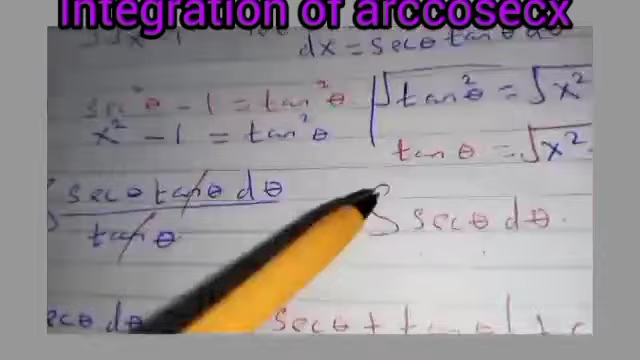 Integration of arccosecx
dx = secθ tanθ dθ
sec²θ - 1 = tan²θ
x² - 1 = tan²θ
√tan²θ = √x²
tanθ = √x² -
∫ secθ tanθ dθ / tanθ
∫ secθ dθ.
secθ + tanθ|